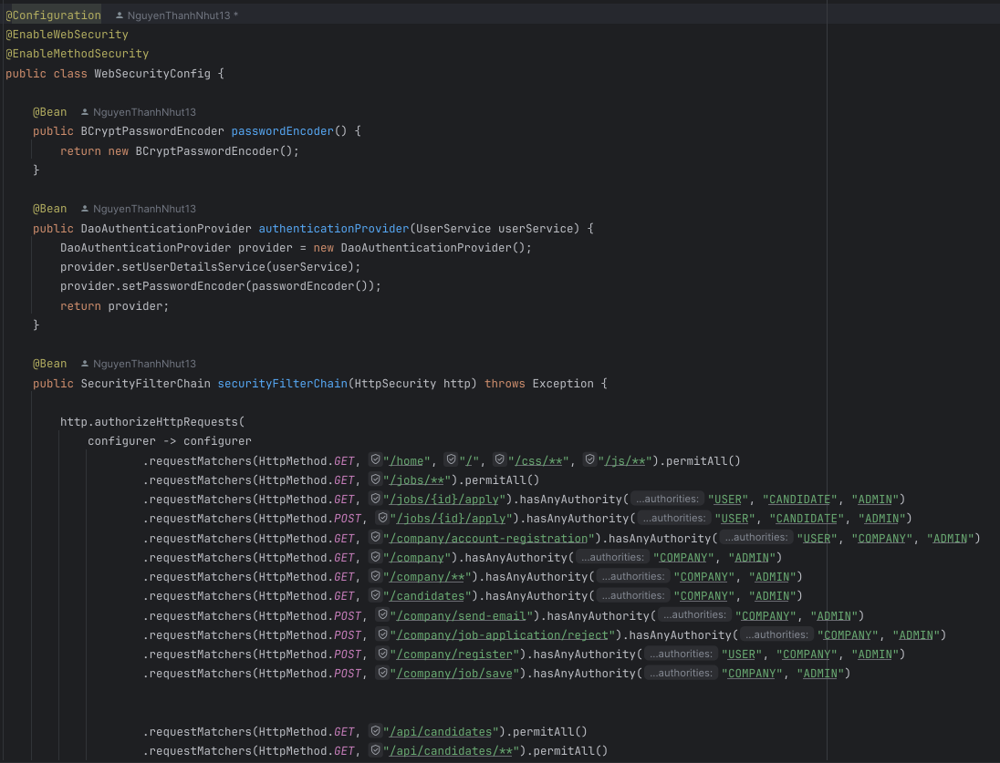 @Configuration NguyenThanhNhut13 *
@EnableWebSecurity
@EnableMethodSecurity
public class WebSecurityConfig {
@Bean NguyenThanhNhut13
public BCryptPasswordEncoder passwordEncoder() {
return new BCryptPasswordEncoder();
}
@Bean NguyenThanhNhut13
public DaoAuthenticationProvider authenticationProvider(UserService userService) {
DaoAuthenticationProvider provider = new DaoAuthenticationProvider();
provider.setUserDetailsService(userService);
provider.setPasswordEncoder(passwordEncoder());
return provider;
}
@Bean NguyenThanhNhut13
public SecurityFilterChain securityFilterChain(HttpSecurity http) throws Exception {
http.authorizeHttpRequests(
configurer -> configurer
.requestMatchers(HttpMethod.GET, "/home", "/", "/css/**", "/js/**").permitAll()
.requestMatchers(HttpMethod.GET, "/jobs/**").permitAll()
.requestMatchers(HttpMethod.GET, "/jobs/{id}/apply").hasAnyAuthority( ...authorities: "USER", "CANDIDATE", "ADMIN")
.requestMatchers(HttpMethod.POST, "/jobs/{id}/apply").hasAnyAuthority( ...authorities: "USER", "CANDIDATE", "ADMIN")
.requestMatchers(HttpMethod.GET, "/company/account-registration").hasAnyAuthority( ...authorities: "USER", "COMPANY", "ADMIN")
.requestMatchers(HttpMethod.GET, "/company").hasAnyAuthority( ...authorities: "COMPANY", "ADMIN")
.requestMatchers(HttpMethod.GET, "/company/**").hasAnyAuthority( ...authorities: "COMPANY", "ADMIN")
.requestMatchers(HttpMethod.GET, "/candidates").hasAnyAuthority( ...authorities: "COMPANY", "ADMIN")
.requestMatchers(HttpMethod.POST, "/company/send-email").hasAnyAuthority( ...authorities: "COMPANY", "ADMIN")
.requestMatchers(HttpMethod.POST, "/company/job-application/reject").hasAnyAuthority( ...authorities: "COMPANY", "ADMIN")
.requestMatchers(HttpMethod.POST, "/company/register").hasAnyAuthority( ...authorities: "USER", "COMPANY", "ADMIN")
.requestMatchers(HttpMethod.POST, "/company/job/save").hasAnyAuthority( ...authorities: "COMPANY", "ADMIN")
.requestMatchers(HttpMethod.GET, "/api/candidates").permitAll()
.requestMatchers(HttpMethod.GET, "/api/candidates/**").permitAll()